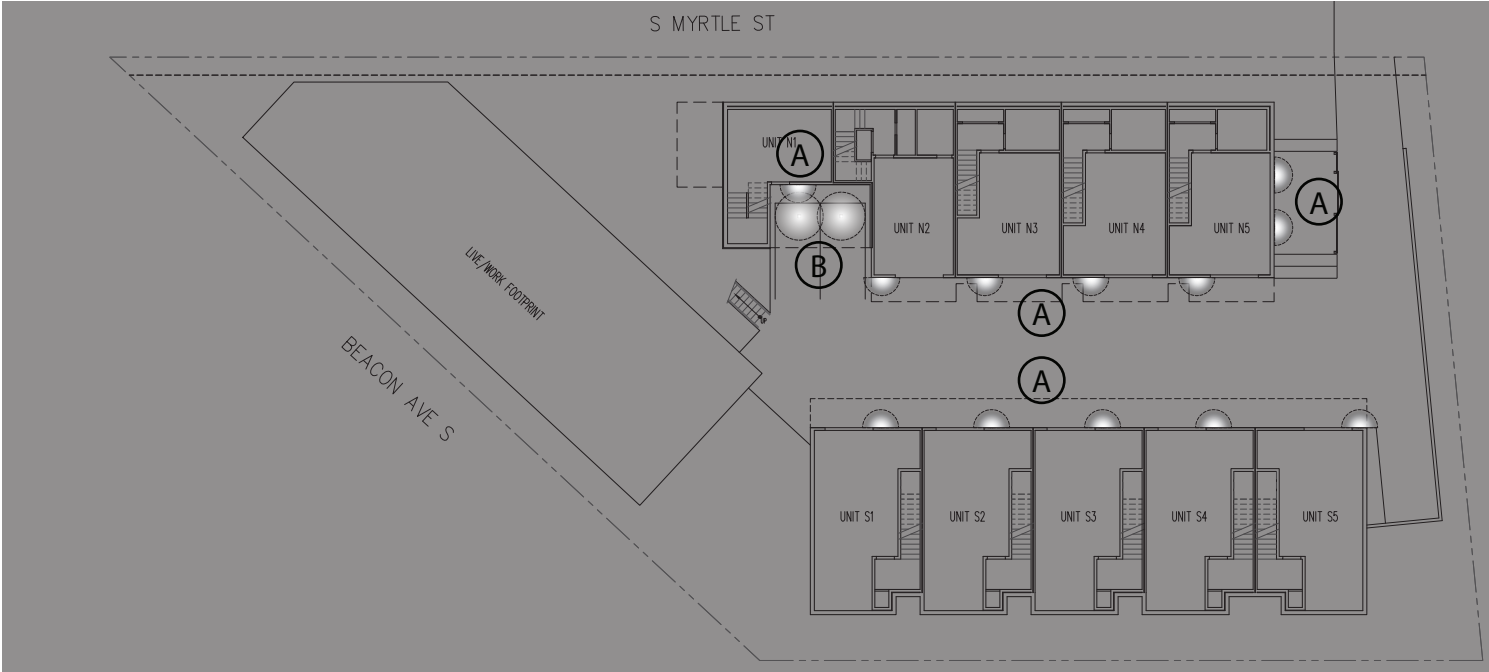 S MYRTLE ST
UNIT N1
A
A
UNIT N2
UNIT N3
UNIT N4
UNIT N5
B
LIVE/WORK FOOTPRINT
A
BEACON AVE S
A
UNIT S1
UNIT S2
UNIT S3
UNIT S4
UNIT S5